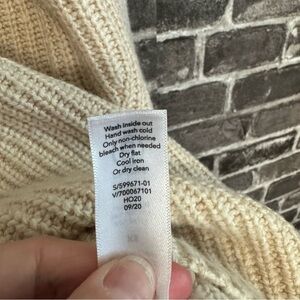 Wash inside out
Hand wash cold
Only non-chlorine
bleach when needed
Dry flat
Cool iron
Or dry clean
S/599671-01
V/700067101
HO20
09/20